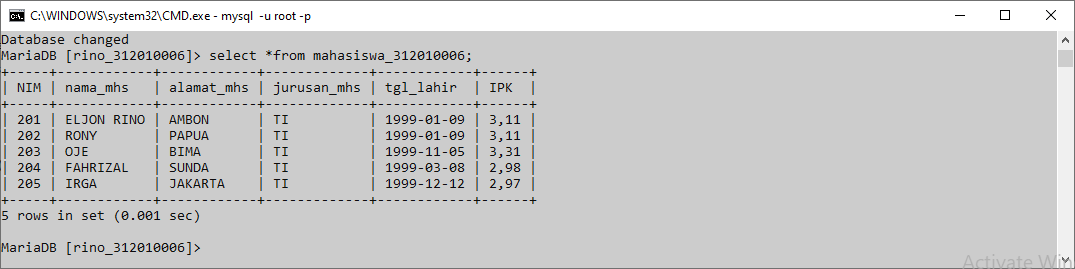 C:\WINDOWS\system32\CMD.exe - mysql  -u root -p
Database changed
MariaDB [rino_312010006]> select *from mahasiswa_312010006;
+-----+------------+------------+-------------+------------+------+
| NIM | nama_mhs   | alamat_mhs | jurusan_mhs | tgl_lahir  | IPK  |
+-----+------------+------------+-------------+------------+------+
| 201 | ELJON RINO | AMBON      | TI          | 1999-01-09 | 3,11 |
| 202 | RONY       | PAPUA      | TI          | 1999-01-09 | 3,11 |
| 203 | OJE        | BIMA       | TI          | 1999-11-05 | 3,31 |
| 204 | FAHRIZAL   | SUNDA      | TI          | 1999-03-08 | 2,98 |
| 205 | IRGA       | JAKARTA    | TI          | 1999-12-12 | 2,97 |
+-----+------------+------------+-------------+------------+------+
5 rows in set (0.001 sec)
MariaDB [rino_312010006]>
Activate Win